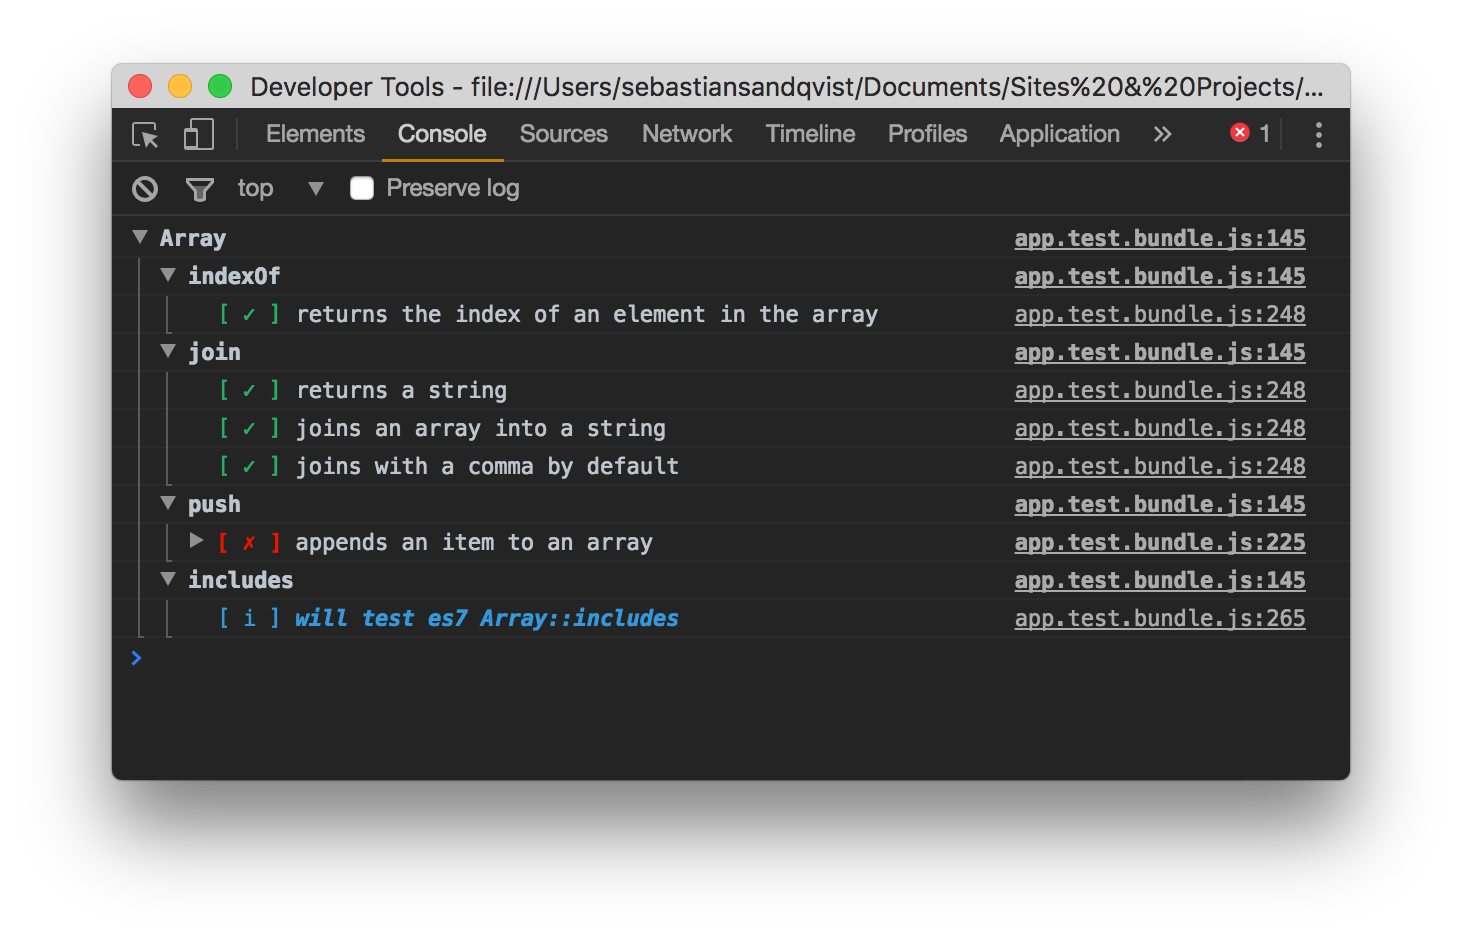 Developer Tools - file:///Users/sebastiansandqvist/Documents/Sites%20&%20Projects/...
Elements Console Sources Network Timeline Profiles Application » 1
top ▼ Preserve log
▼ Array app.test.bundle.js:145
▼ indexOf app.test.bundle.js:145
[ ✓ ] returns the index of an element in the array app.test.bundle.js:248
▼ join app.test.bundle.js:145
[ ✓ ] returns a string app.test.bundle.js:248
[ ✓ ] joins an array into a string app.test.bundle.js:248
[ ✓ ] joins with a comma by default app.test.bundle.js:248
▼ push app.test.bundle.js:145
▶ [ ✗ ] appends an item to an array app.test.bundle.js:225
▼ includes app.test.bundle.js:145
[ i ] will test es7 Array::includes app.test.bundle.js:265
>